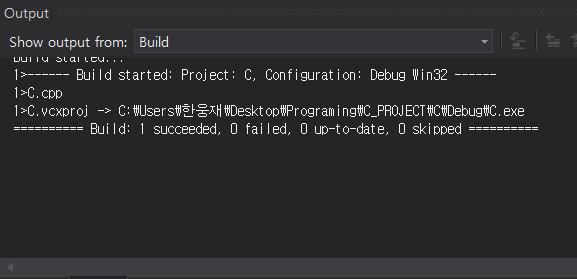 Output
Show output from: Build
Build started...
1>------ Build started: Project: C, Configuration: Debug Win32 ------
1>C.cpp
1>C.vcxproj -> C:₩Users₩한웅재₩Desktop₩Programing₩C_PROJECT₩C₩Debug₩C.exe
========== Build: 1 succeeded, 0 failed, 0 up-to-date, 0 skipped ==========